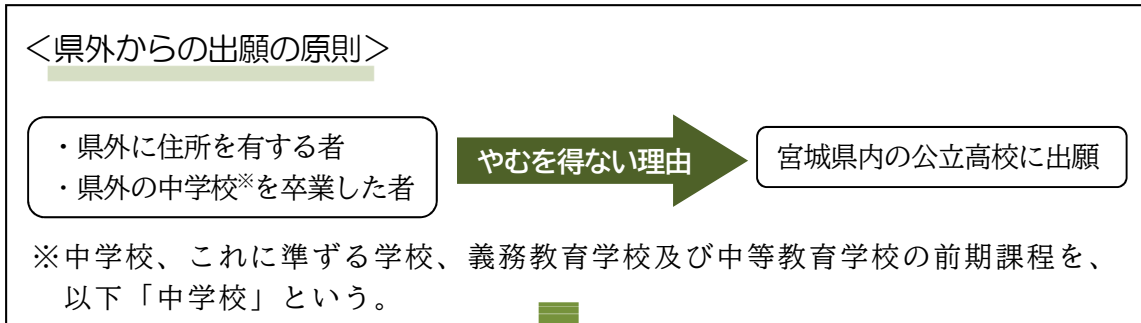 ＜県外からの出願の原則＞
・県外に住所を有する者
・県外の中学校※を卒業した者
やむを得ない理由
宮城県内の公立高校に出願
※中学校、これに準ずる学校、義務教育学校及び中等教育学校の前期課程を、
以下「中学校」という。